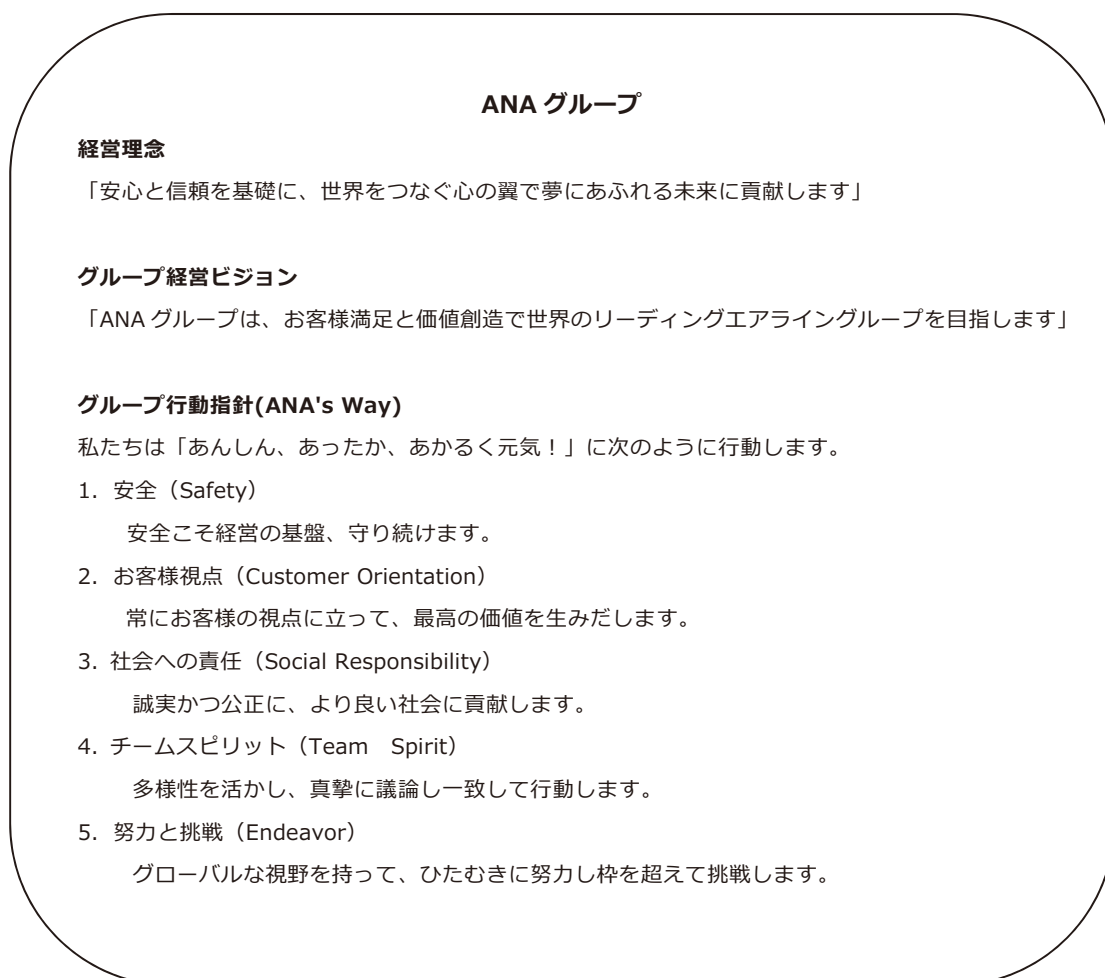 ANA グループ
経営理念
「安心と信頼を基礎に、世界をつなぐ心の翼で夢にあふれる未来に貢献します」
グループ経営ビジョン
「ANA グループは、お客様満足と価値創造で世界のリーディングエアライングループを目指します」
グループ行動指針(ANA's Way)
私たちは「あんしん、あったか、あかるく元気！」に次のように行動します。
1. 安全（Safety）
安全こそ経営の基盤、守り続けます。
2. お客様視点（Customer Orientation）
常にお客様の視点に立って、最高の価値を生みだします。
3. 社会への責任（Social Responsibility）
誠実かつ公正に、より良い社会に貢献します。
4. チームスピリット（Team　Spirit）
多様性を活かし、真摯に議論し一致して行動します。
5. 努力と挑戦（Endeavor）
グローバルな視野を持って、ひたむきに努力し枠を超えて挑戦します。